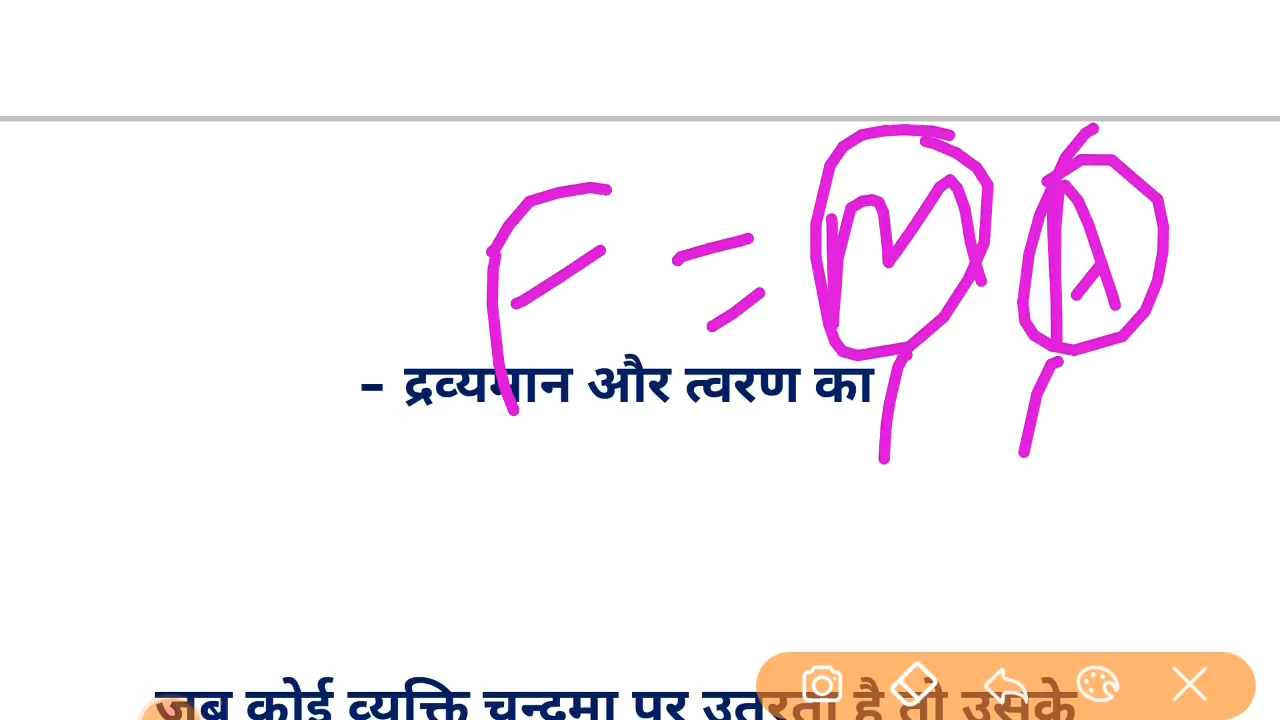 F = MA
– द्रव्यमान और त्वरण का
जब कोई व्यक्ति चन्द्रमा पर उतरता है तो उसके